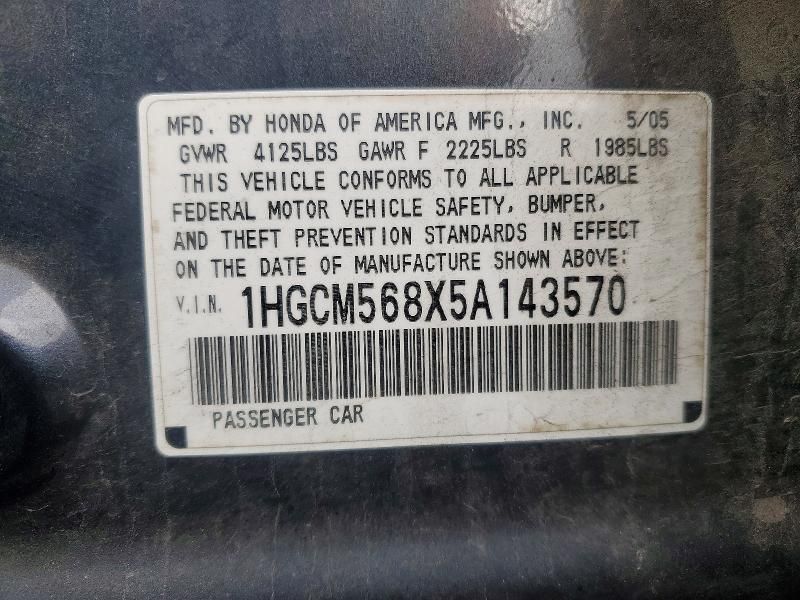 MFD. BY HONDA OF AMERICA MFG., INC. 5/05
GVWR 4125LBS GAWR F 2225LBS R 1985LBS
THIS VEHICLE CONFORMS TO ALL APPLICABLE
FEDERAL MOTOR VEHICLE SAFETY, BUMPER,
AND THEFT PREVENTION STANDARDS IN EFFECT
ON THE DATE OF MANUFACTURE SHOWN ABOVE:
V.I.N. 1HGCM568X5A143570
PASSENGER CAR